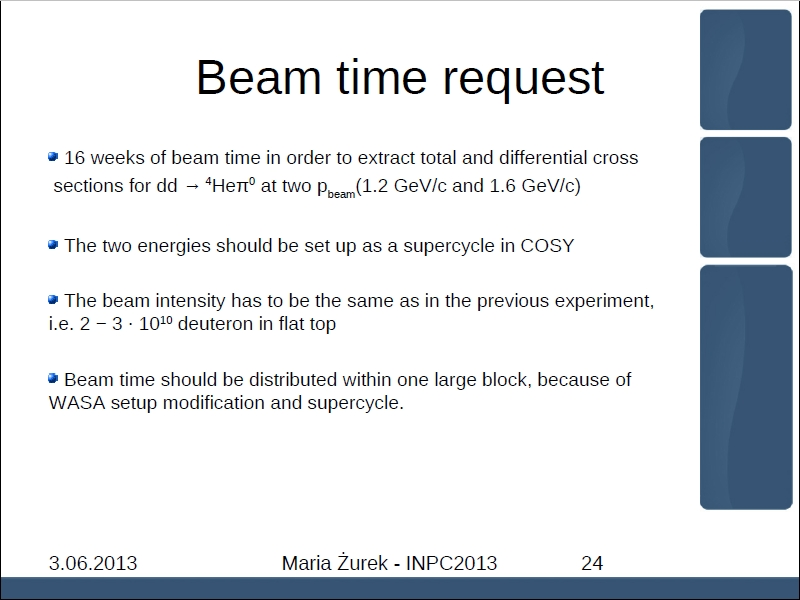 Beam time request
16 weeks of beam time in order to extract total and differential cross
sections for dd → ⁴Heπ⁰ at two p_beam(1.2 GeV/c and 1.6 GeV/c)
The two energies should be set up as a supercycle in COSY
The beam intensity has to be the same as in the previous experiment,
i.e. 2 − 3 · 10¹⁰ deuteron in flat top
Beam time should be distributed within one large block, because of
WASA setup modification and supercycle.
3.06.2013 Maria Żurek - INPC2013 24